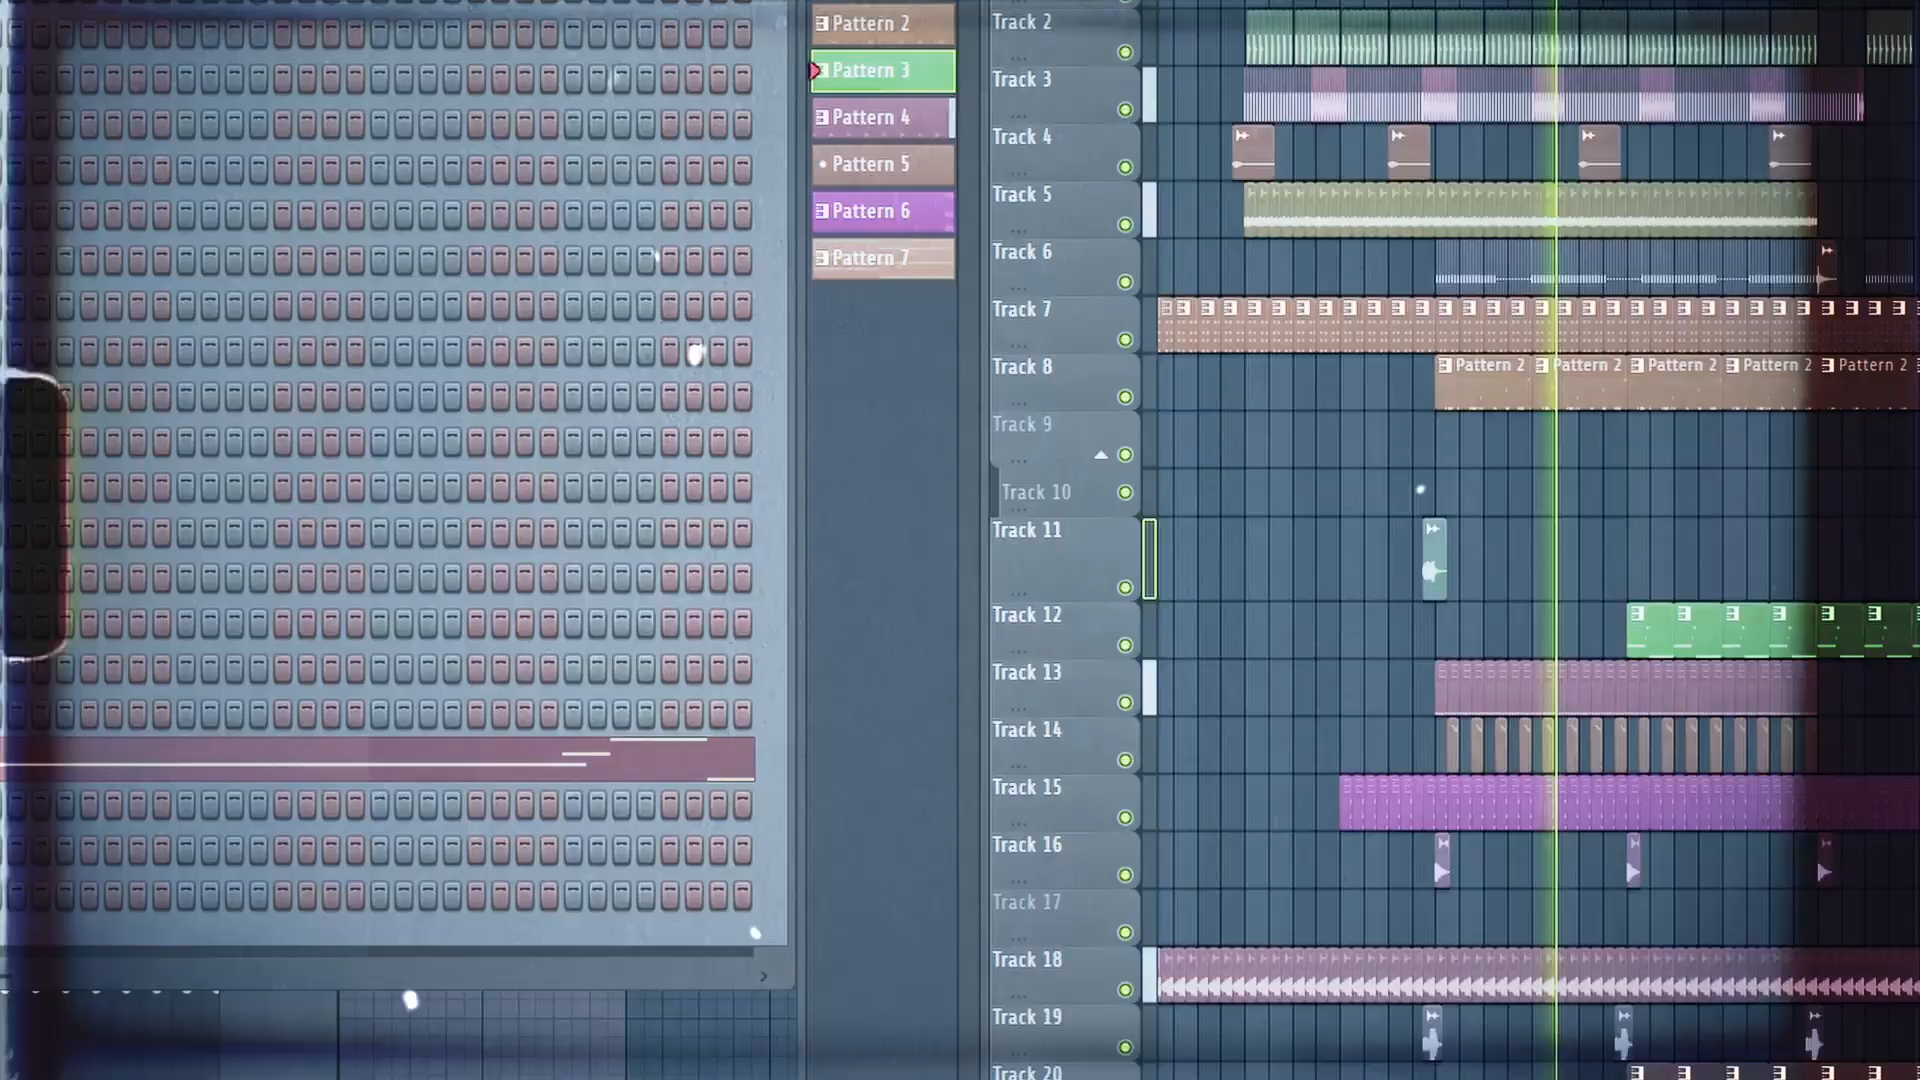 Pattern 2
Pattern 3
Pattern 4
Pattern 5
Pattern 6
Pattern 7
Track 2
Track 3
Track 4
Track 5
Track 6
Track 7
Track 8
Pattern 2 Pattern 2 Pattern 2 Pattern 2 Pattern 2
Track 9
Track 10
Track 11
Track 12
Track 13
Track 14
Track 15
Track 16
Track 17
Track 18
Track 19
Track 20